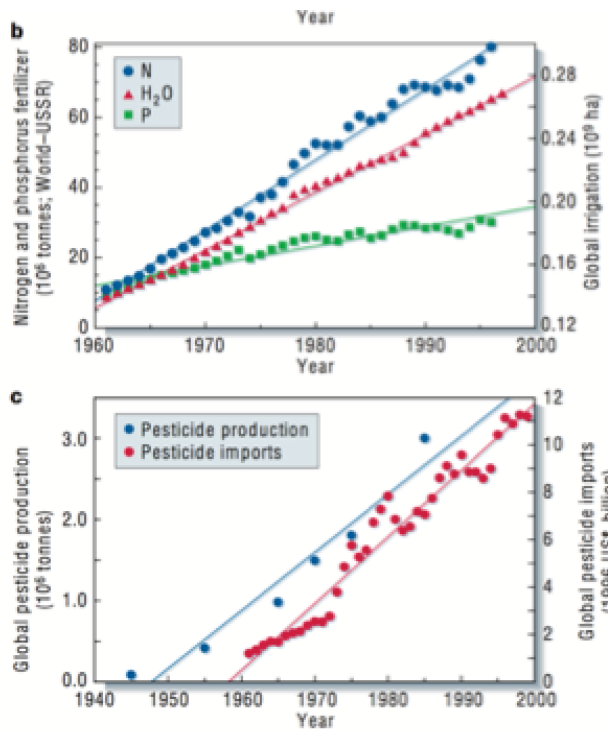 Year
b
80
60
40
20
0
N
H₂O
P
Nitrogen and phosphorus fertilizer
(10⁶ tonnes; World–USSR)
0.28
0.24
0.20
0.16
0.12
Global irrigation (10⁹ ha)
1960 1970 1980 1990 2000
Year
c
3.0
2.0
1.0
0.0
Pesticide production
Pesticide imports
Global pesticide production
(10⁶ tonnes)
12
10
8
6
4
2
0
Global pesticide imports
(1996 US$ billion)
1940 1950 1960 1970 1980 1990 2000
Year